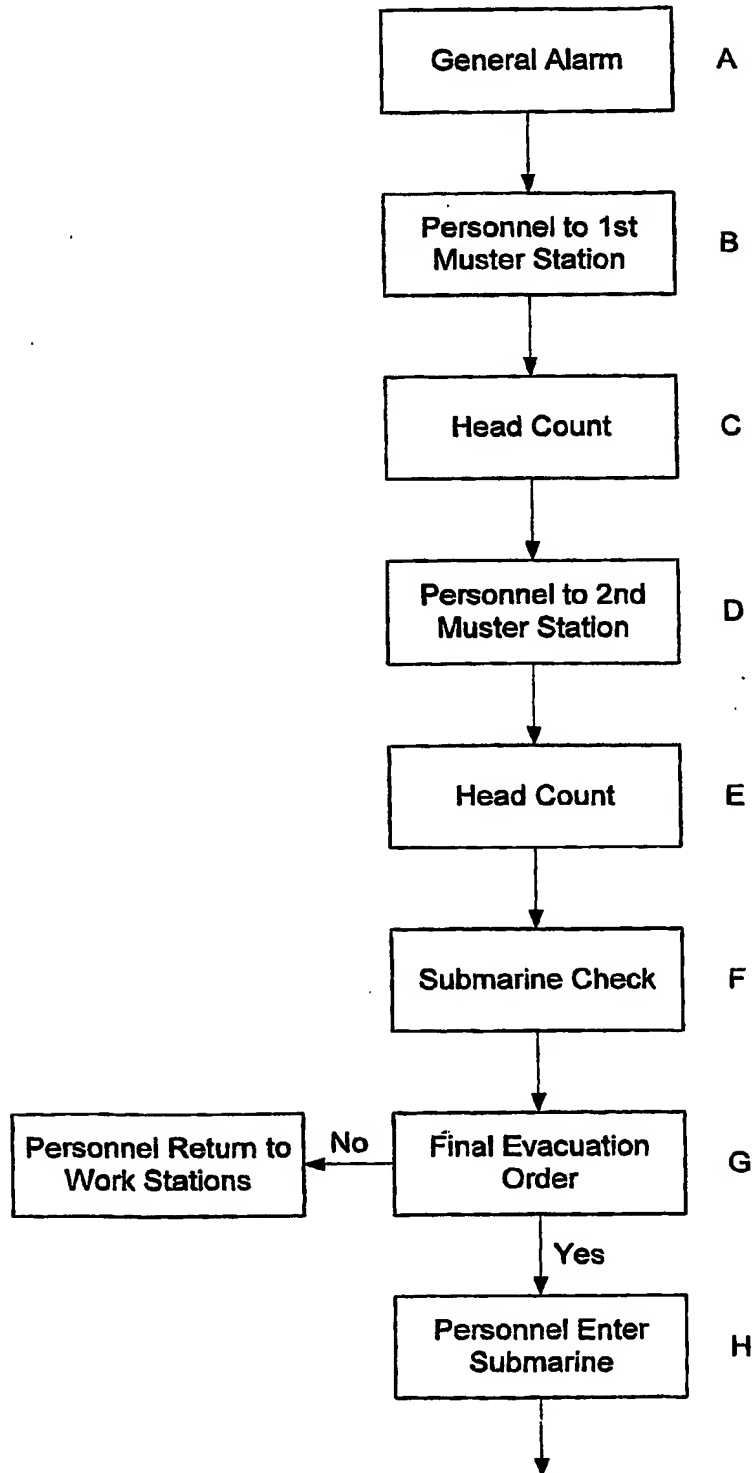 General Alarm
A
Personnel to 1st
Muster Station
B
Head Count
C
Personnel to 2nd
Muster Station
D
Head Count
E
Submarine Check
F
Personnel Return to
Work Stations
No
Final Evacuation
Order
G
Yes
Personnel Enter
Submarine
H